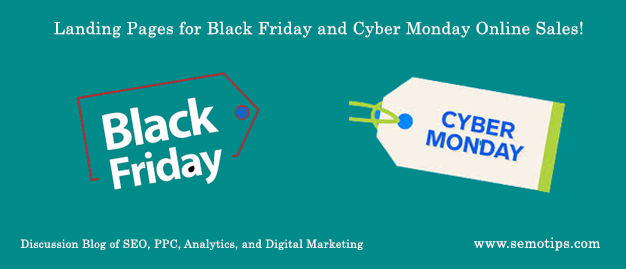 Landing Pages for Black Friday and Cyber Monday Online Sales!
Black
Friday
CYBER
MONDAY
Discussion Blog of SEO, PPC, Analytics, and Digital Marketing
www.semotips.com